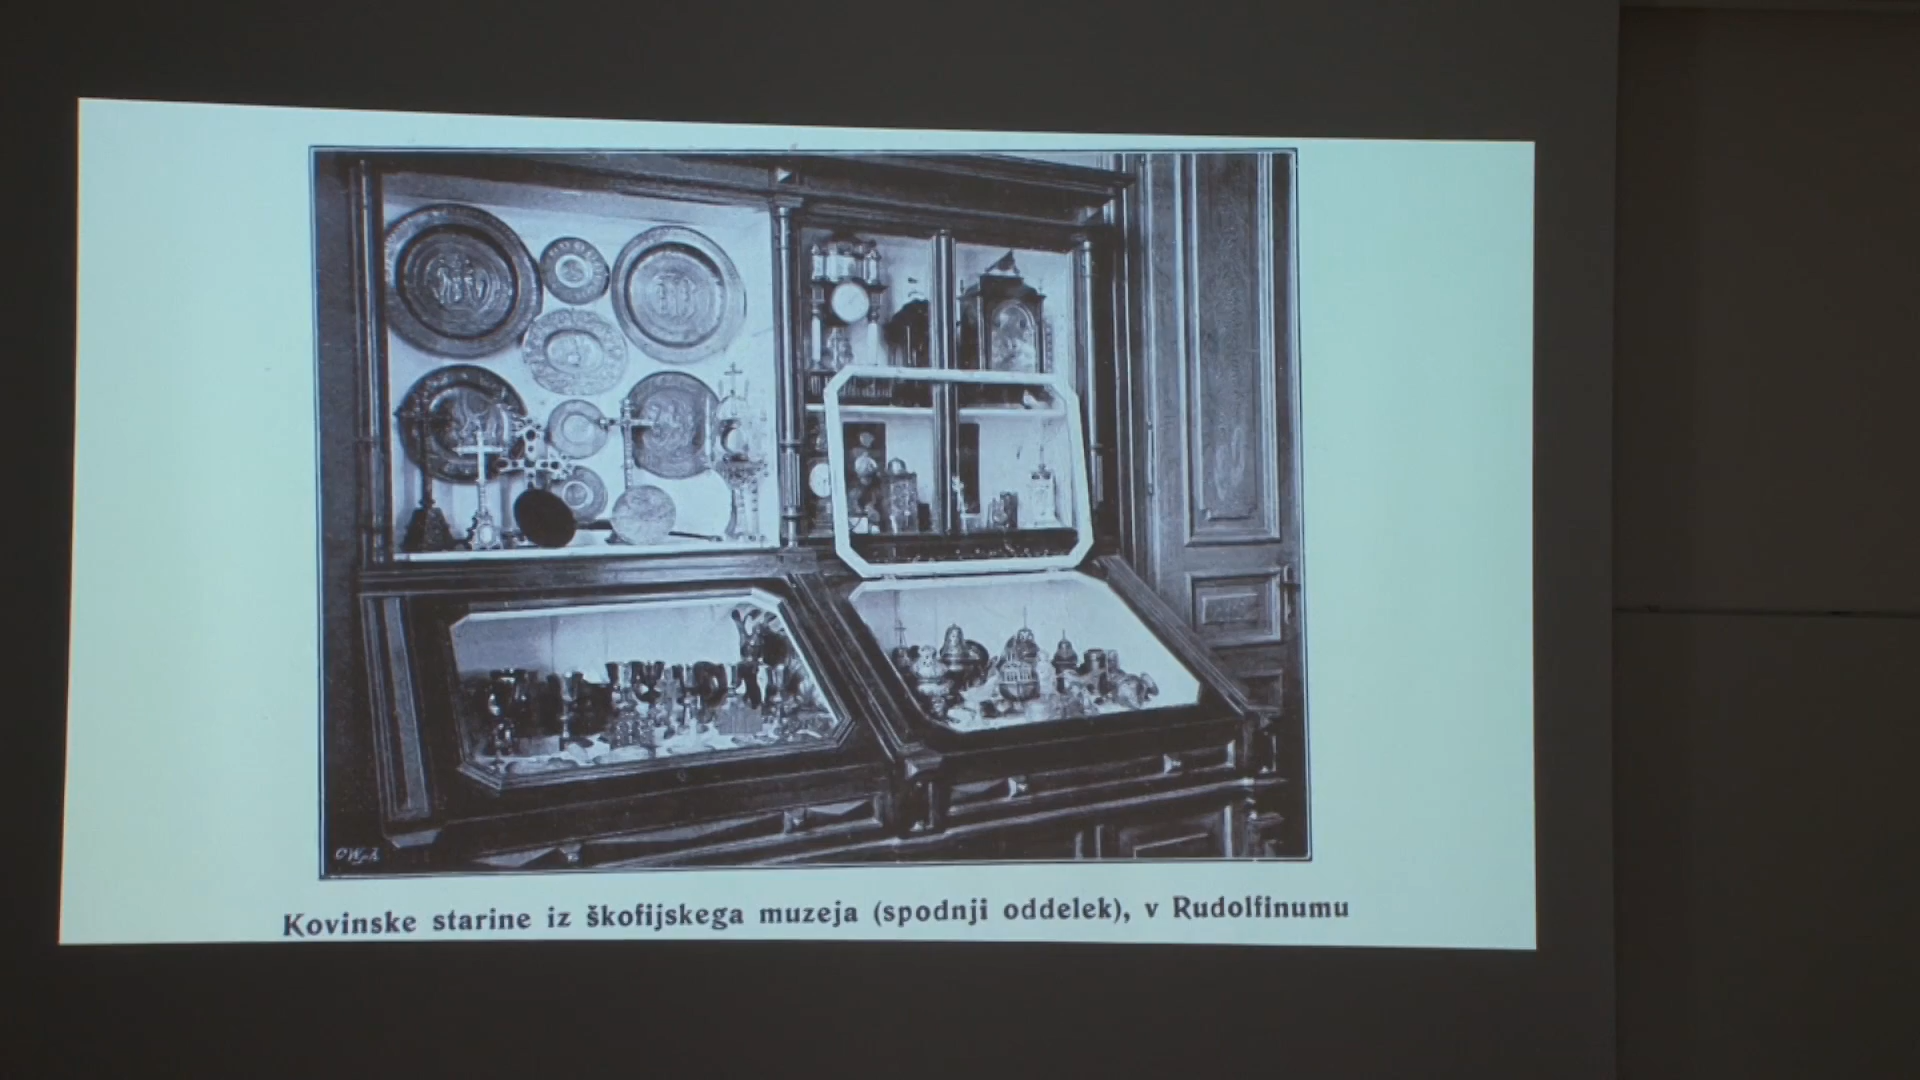 Kovinske starine iz škofijskega muzeja (spodnji oddelek), v Rudolfinumu